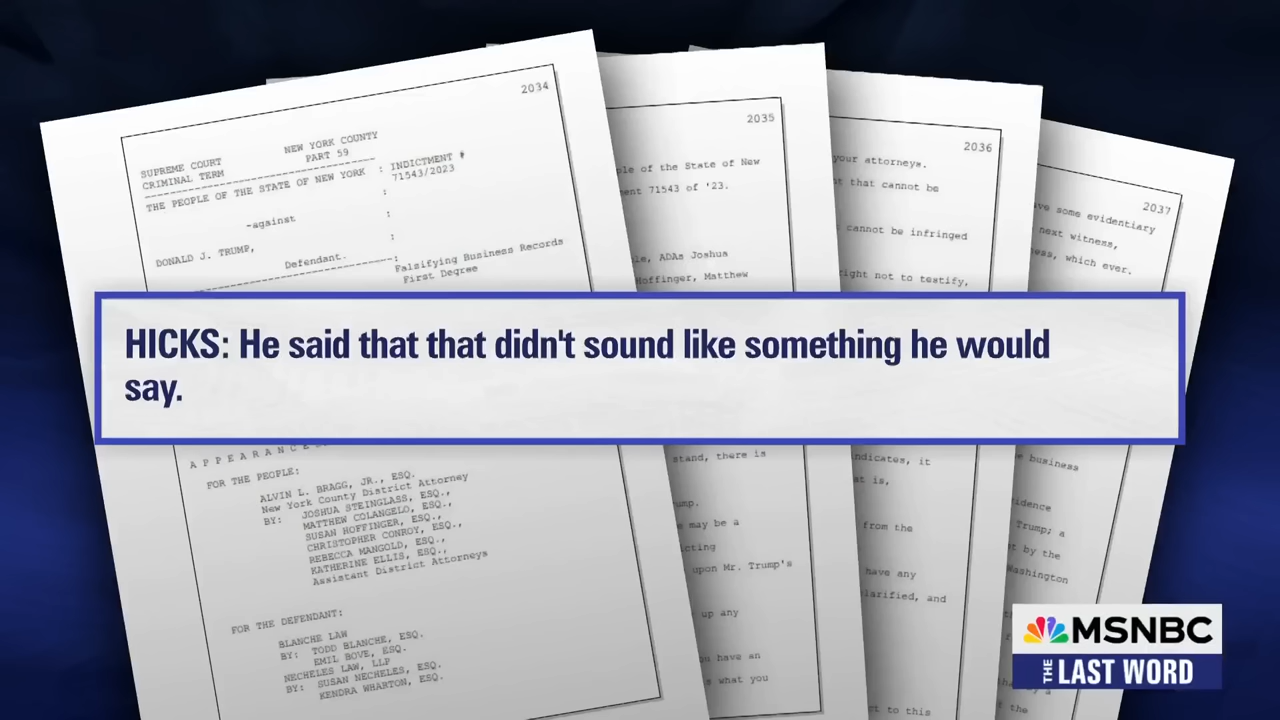 2034
SUPREME COURT NEW YORK COUNTY
CRIMINAL TERM PART 59
THE PEOPLE OF THE STATE OF NEW YORK : INDICTMENT #
71543/2023
-against :
DONALD J. TRUMP, :
Defendant. : Falsifying Business Records
First Degree
2035
ple of the State of New
ent 71543 of '23.
ADAs Joshua
Hoffinger, Matthew
2036
your attorneys.
t that cannot be
cannot be infringed
right not to testify,
2037
ve some evidentiary
next witness,
ness, which ever.
HICKS: He said that that didn't sound like something he would
say.
A P P E A R A N C E
FOR THE PEOPLE:
ALVIN L. BRAGG, JR., ESQ.
New York County District Attorney
BY: JOSHUA STEINGLASS, ESQ.,
MATTHEW COLANGELO, ESQ.,
SUSAN HOFFINGER, ESQ.,
CHRISTOPHER CONROY, ESQ.,
REBECCA MANGOLD, ESQ.,
KATHERINE ELLIS, ESQ.,
Assistant District Attorneys
FOR THE DEFENDANT:
BLANCHE LAW
BY: TODD BLANCHE, ESQ.
EMIL BOVE, ESQ.
NECHELES LAW, LLP
BY: SUSAN NECHELES, ESQ.
KENDRA WHARTON, ESQ.
stand, there is
ump.
e may be a
cting
upon Mr. Trump's
up any
ou have an
s what you
ndicates, it
at is,
from the
have any
larified, and
ct to this
e business
idence
Trump; a
t by the
Washington
the
MSNBC
THE LAST WORD